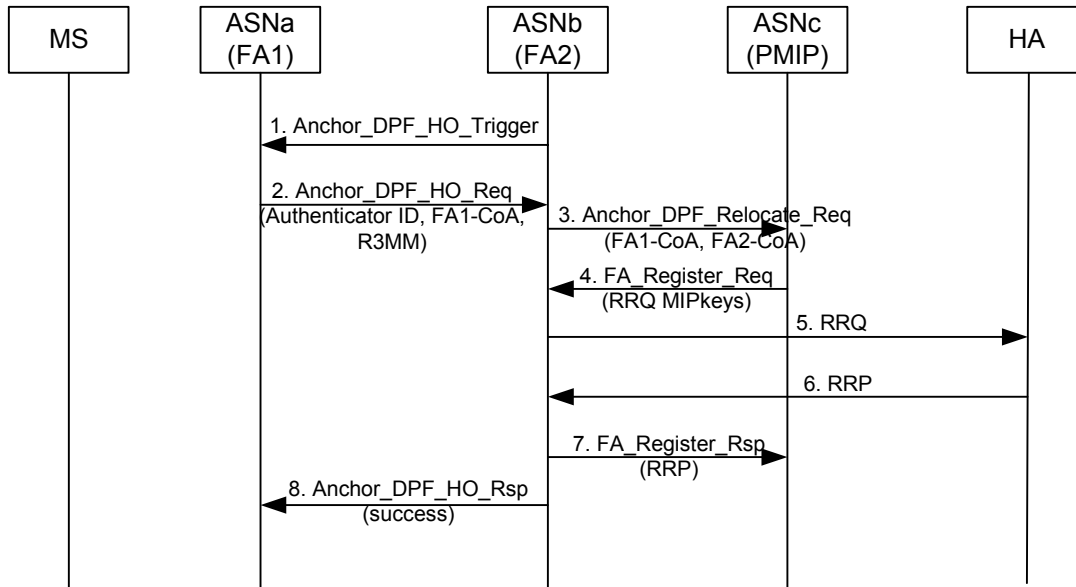 MS
ASNa
(FA1)
ASNb
(FA2)
ASNc
(PMIP)
HA
1. Anchor_DPF_HO_Trigger
2. Anchor_DPF_HO_Req
(Authenticator ID, FA1-CoA,
R3MM)
3. Anchor_DPF_Relocate_Req
(FA1-CoA, FA2-CoA)
4. FA_Register_Req
(RRQ MIPkeys)
5. RRQ
6. RRP
7. FA_Register_Rsp
(RRP)
8. Anchor_DPF_HO_Rsp
(success)